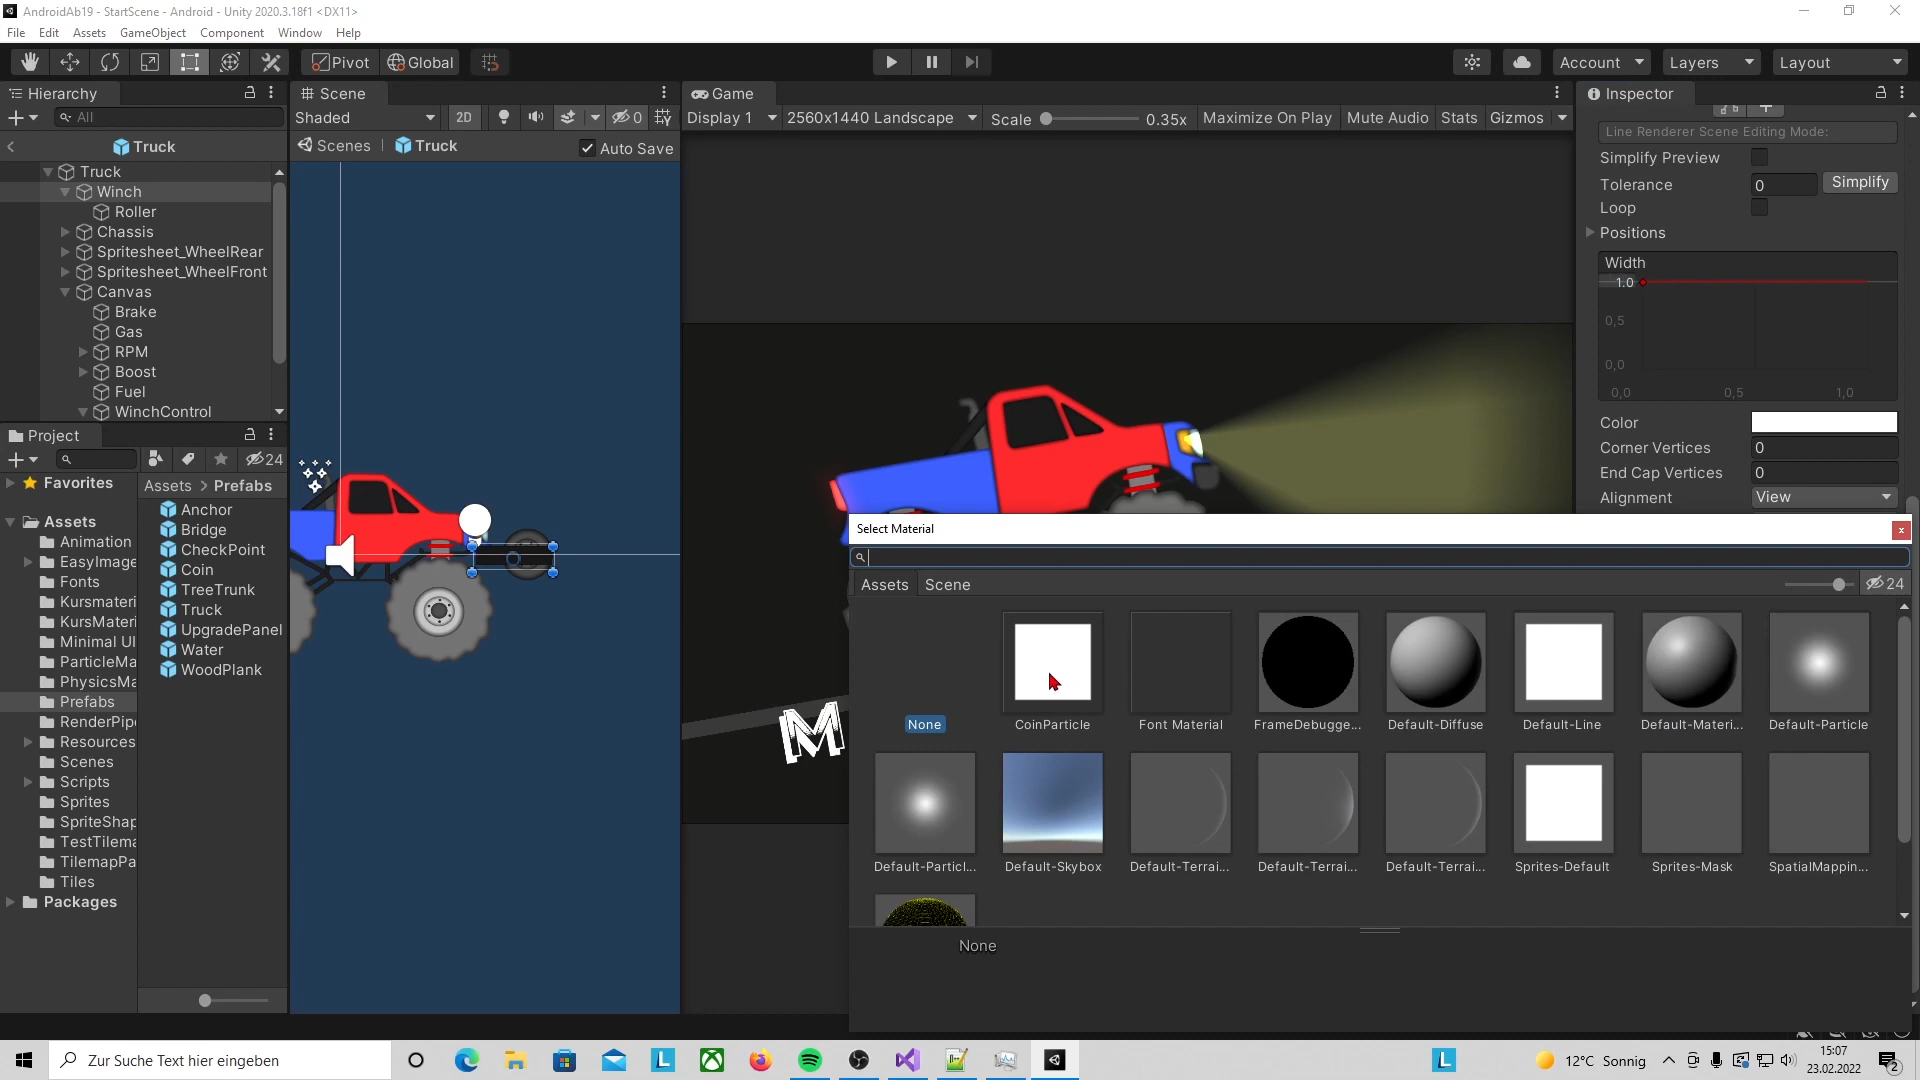 AndroidAb19 - StartScene - Android - Unity 2020.3.18f1 <DX11>
File Edit Assets GameObject Component Window Help
Pivot Global Account Layers Layout
Hierarchy
All
Truck
Truck
Winch
Roller
Chassis
Spritesheet_WheelRear
Spritesheet_WheelFront
Canvas
Brake
Gas
RPM
Boost
Fuel
WinchControl
Project
24
Favorites
Assets
Animation
EasyImage
Fonts
Kursmateri
KursMateri
Minimal UI
ParticleMa
PhysicsMa
Prefabs
RenderPip
Resources
Scenes
Scripts
Sprites
SpriteShap
TestTilema
TilemapPa
Tiles
Packages
Assets > Prefabs
Anchor
Bridge
CheckPoint
Coin
TreeTrunk
Truck
UpgradePanel
Water
WoodPlank
Scene
Shaded 2D 0
Scenes Truck Auto Save
Game
Display 1 2560x1440 Landscape Scale 0.35x Maximize On Play Mute Audio Stats Gizmos
M
Inspector
Line Renderer Scene Editing Mode:
Simplify Preview
Tolerance 0 Simplify
Loop
Positions
Width
1.0
0,5
0,0
0,0 0,5 1,0
Color
Corner Vertices 0
End Cap Vertices 0
Alignment View
Select Material
x
Assets Scene 24
None CoinParticle Font Material FrameDebugge... Default-Diffuse Default-Line Default-Materi... Default-Particle
Default-Particl... Default-Skybox Default-Terrai... Default-Terrai... Default-Terrai... Sprites-Default Sprites-Mask SpatialMappin...
None
Zur Suche Text hier eingeben
L
L
12°C Sonnig
15:07
23.02.2022
2